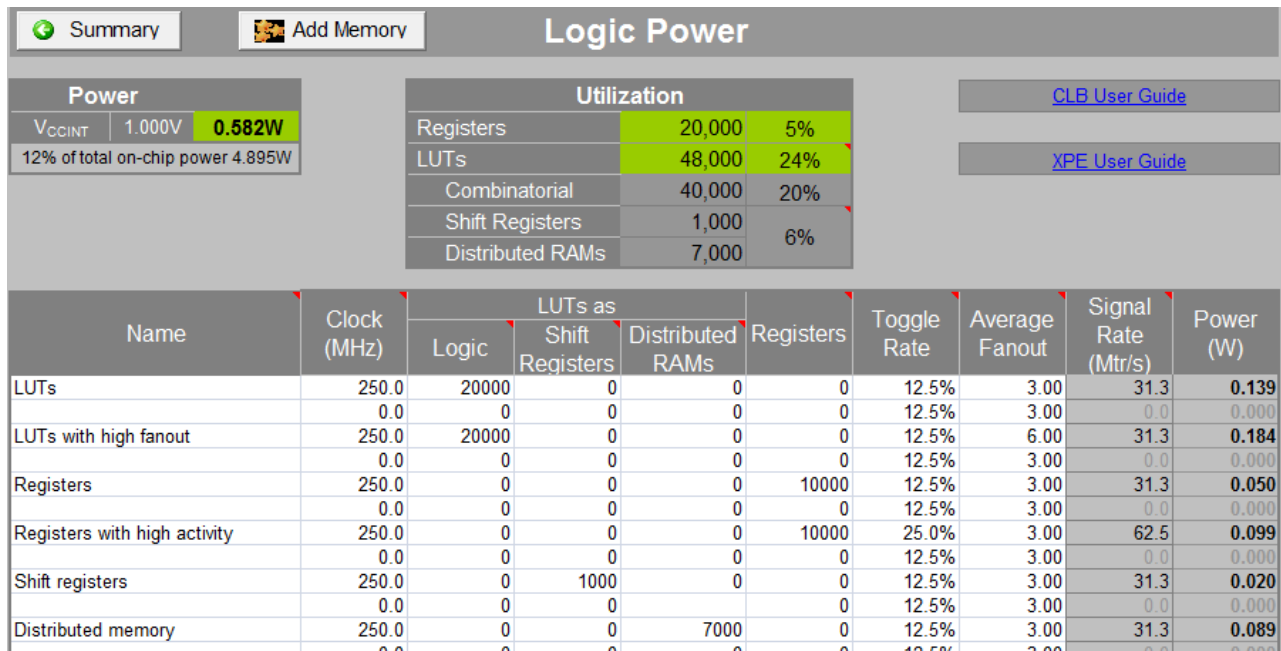 Summary Add Memory Logic Power
Power
VCCINT 1.000V 0.582W
12% of total on-chip power 4.895W
Utilization
Registers 20,000 5%
LUTs 48,000 24%
Combinatorial 40,000 20%
Shift Registers 1,000
6%
Distributed RAMs 7,000
CLB User Guide
XPE User Guide
Name
Clock
(MHz)
LUTs as
Logic
Shift
Registers
Distributed
RAMs
Registers
Toggle
Rate
Average
Fanout
Signal
Rate
(Mtr/s)
Power
(W)
LUTs 250.0 20000 0 0 0 12.5% 3.00 31.3 0.139
0.0 0 0 0 0 12.5% 3.00 0.0 0.000
LUTs with high fanout 250.0 20000 0 0 0 12.5% 6.00 31.3 0.184
0.0 0 0 0 0 12.5% 3.00 0.0 0.000
Registers 250.0 0 0 0 10000 12.5% 3.00 31.3 0.050
0.0 0 0 0 0 12.5% 3.00 0.0 0.000
Registers with high activity 250.0 0 0 0 10000 25.0% 3.00 62.5 0.099
0.0 0 0 0 0 12.5% 3.00 0.0 0.000
Shift registers 250.0 0 1000 0 0 12.5% 3.00 31.3 0.020
0.0 0 0 0 12.5% 3.00 0.0 0.000
Distributed memory 250.0 0 0 7000 0 12.5% 3.00 31.3 0.089